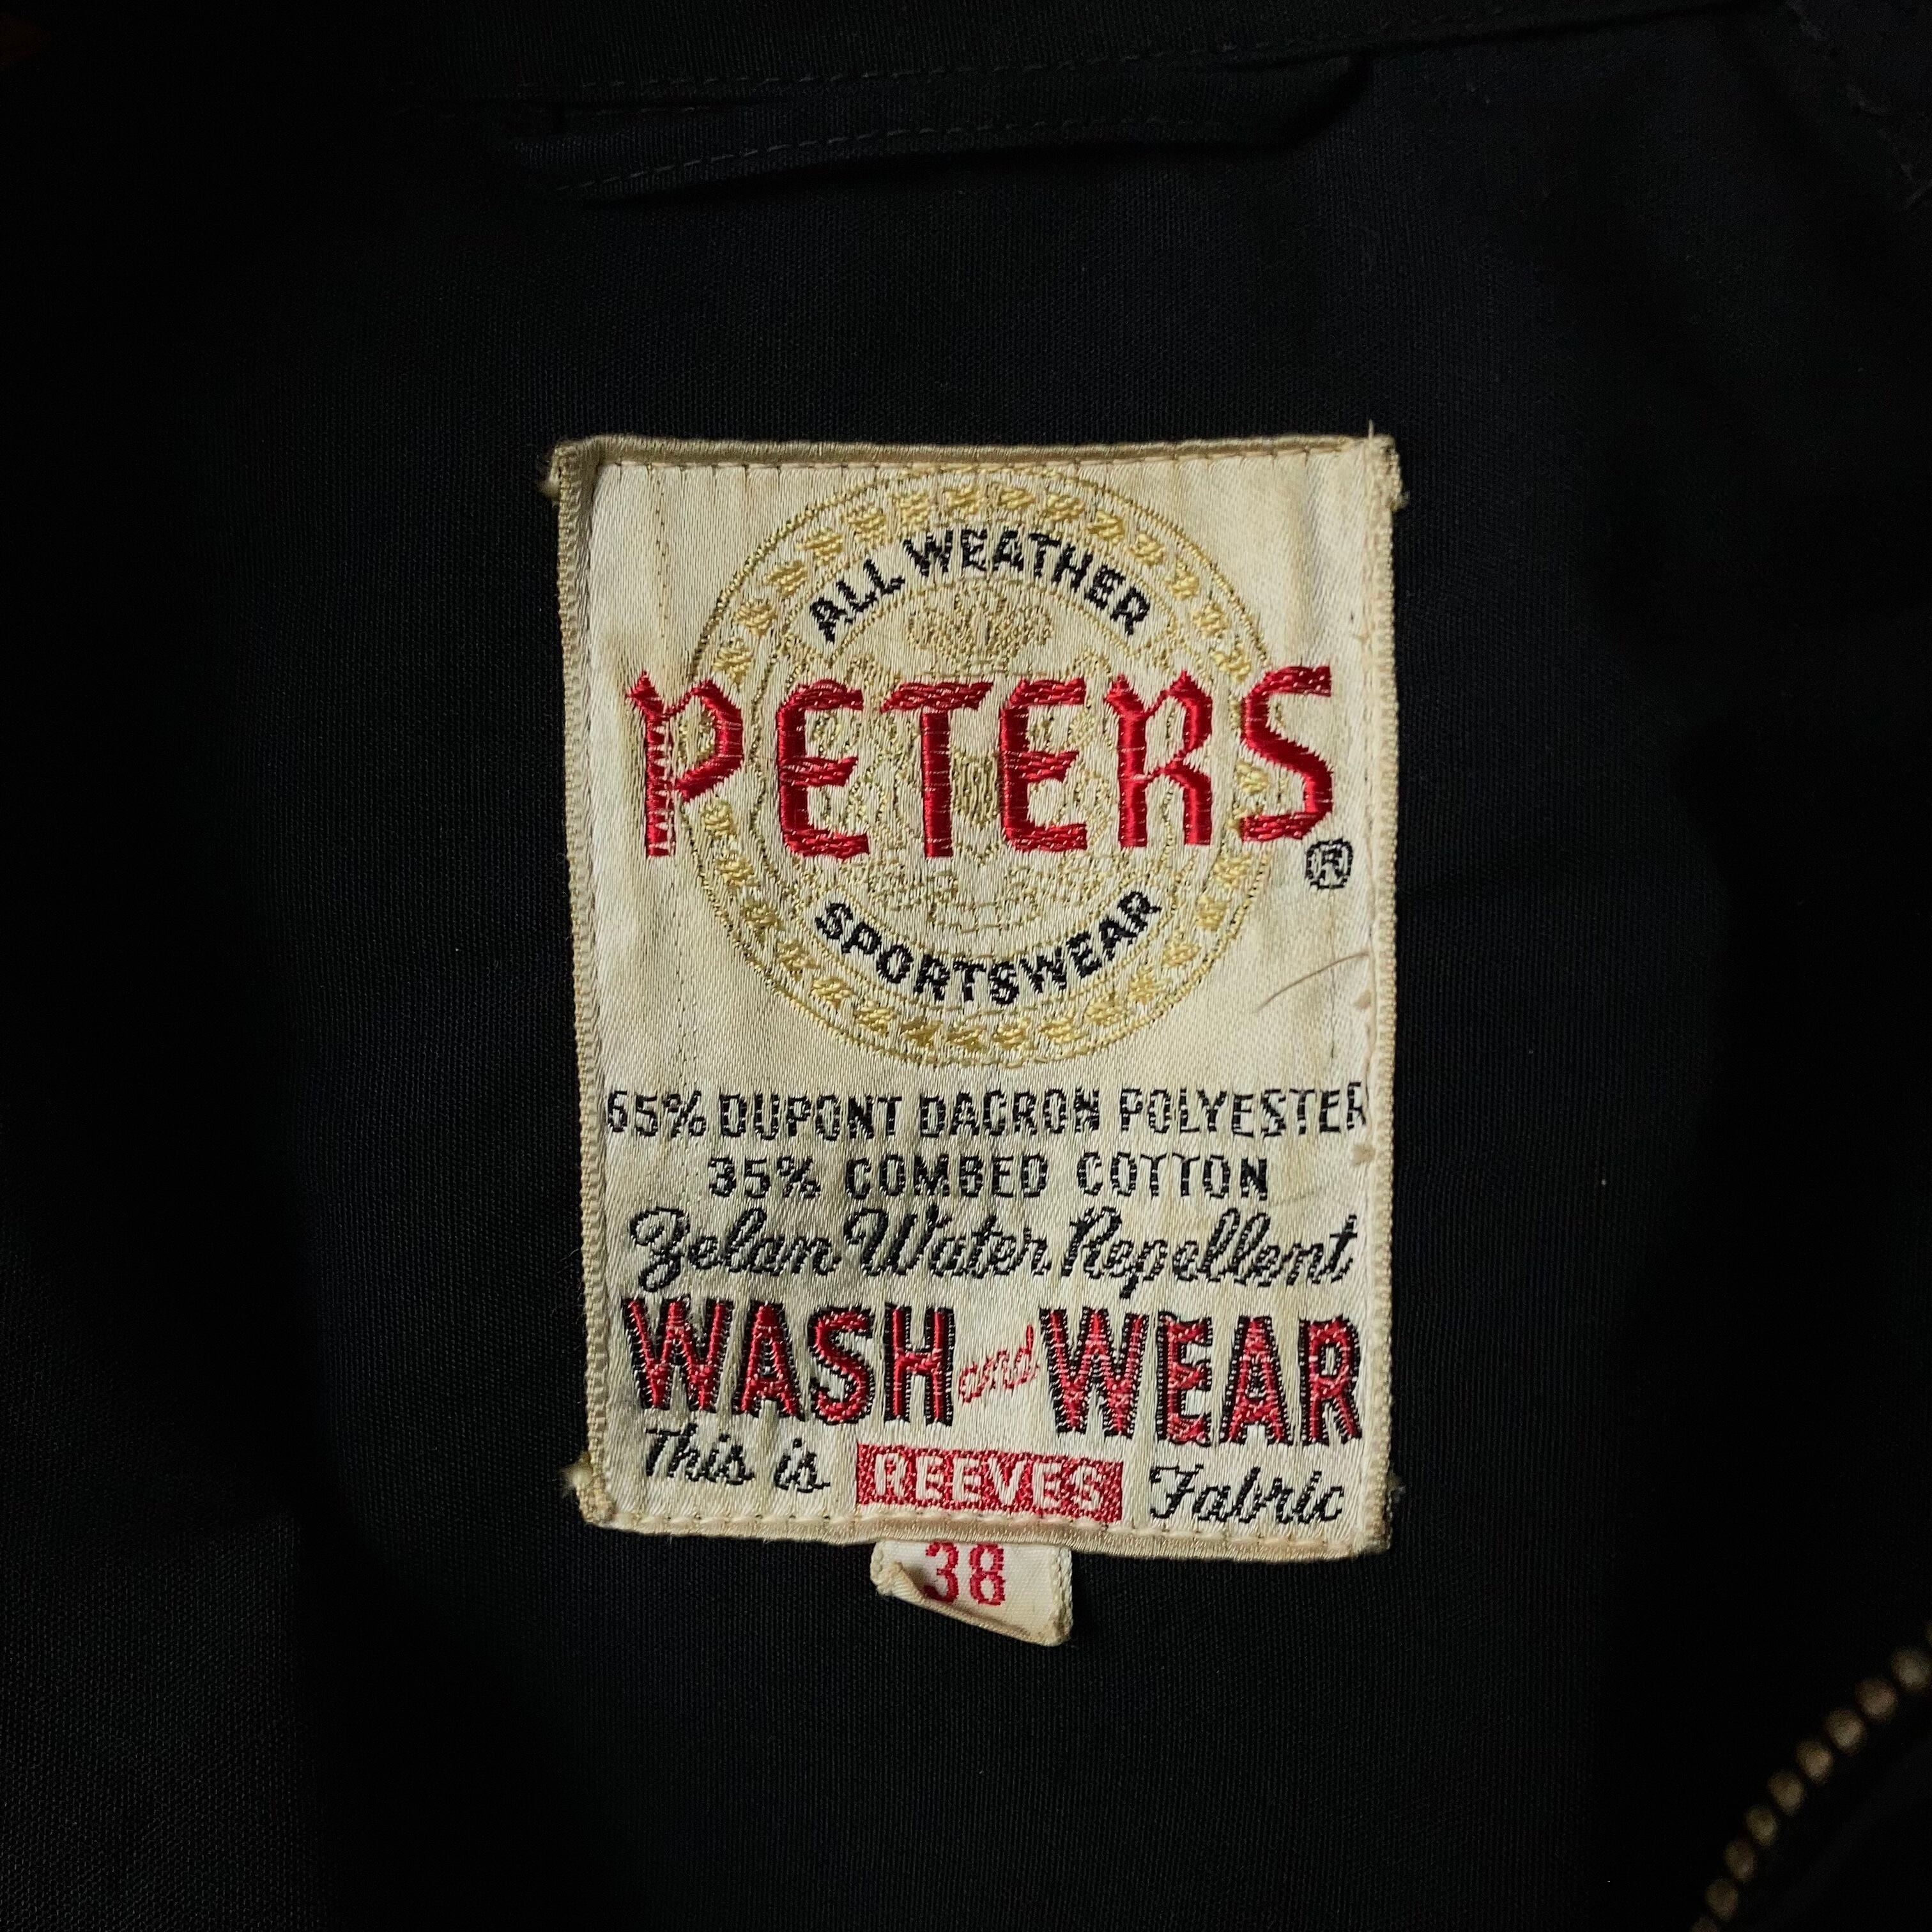 ALL WEATHER
PETERS ®
SPORTSWEAR
65% DUPONT DACRON POLYESTER
35% COMBED COTTON
Zelan Water Repellent
WASH and WEAR
This is REEVES Fabric
38